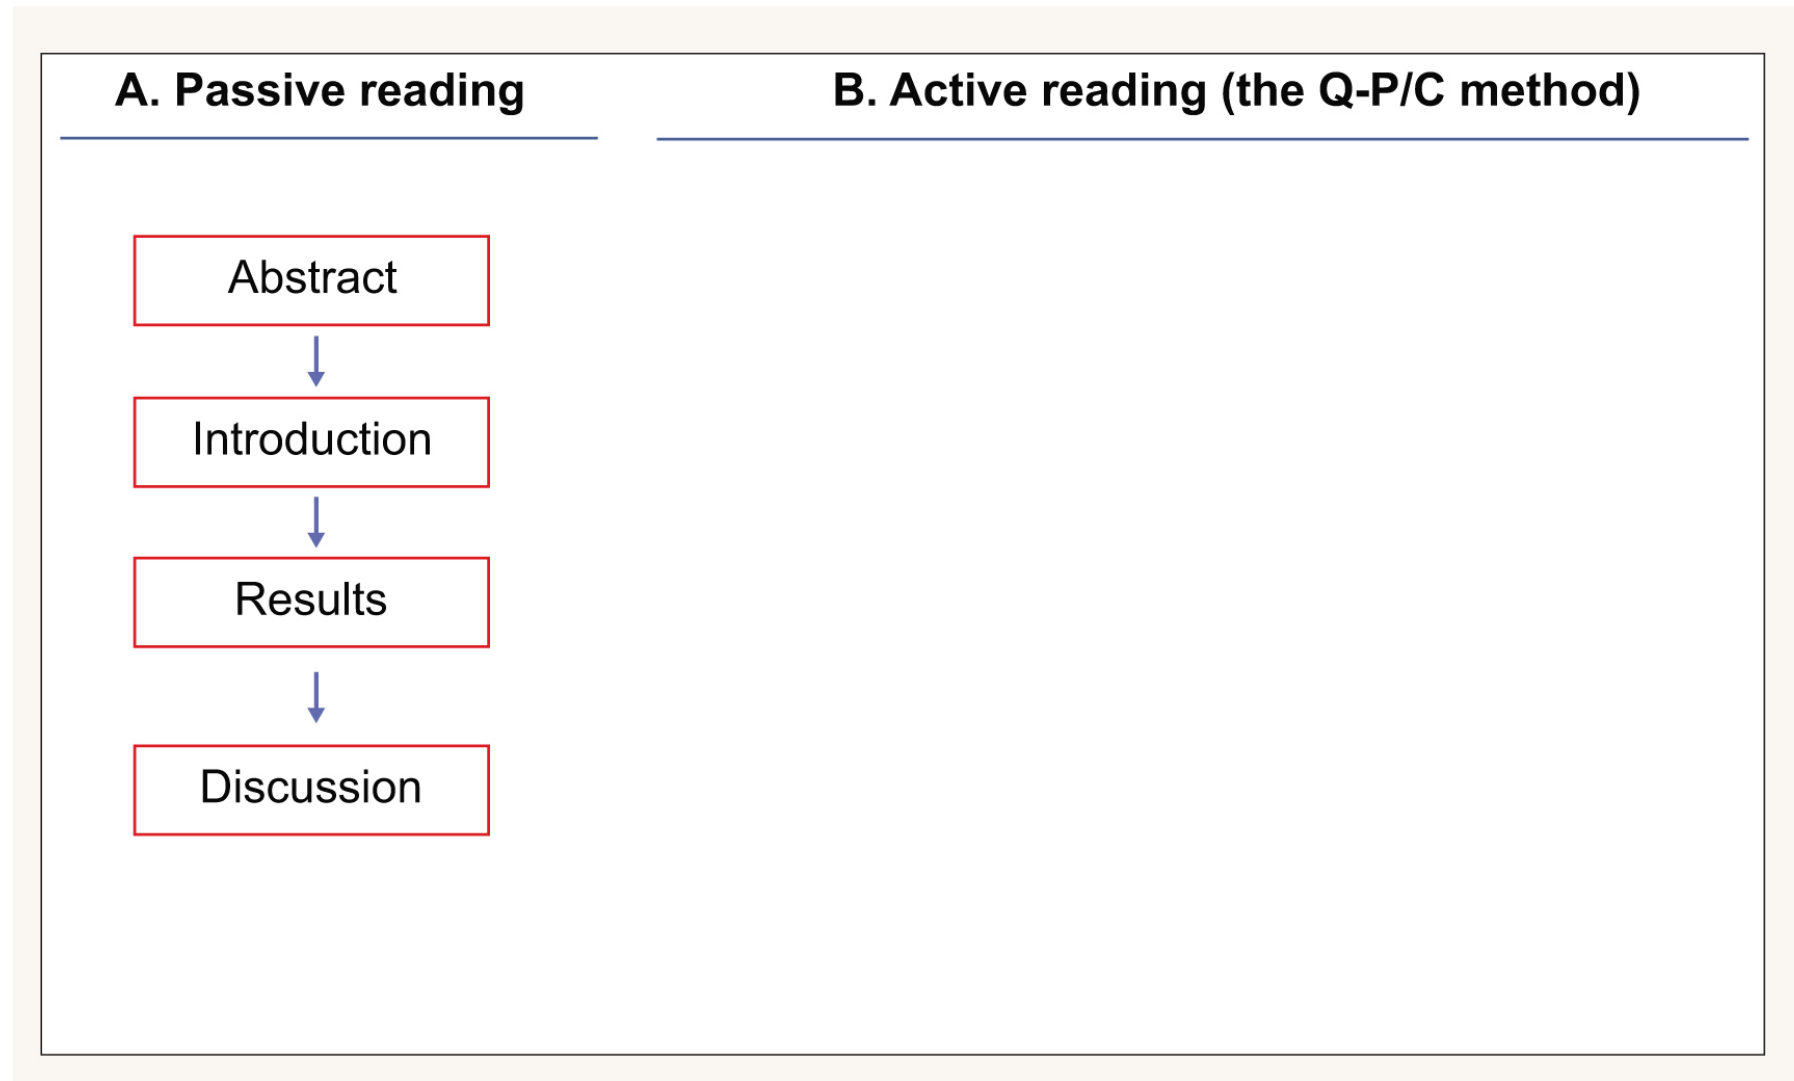 A. Passive reading
B. Active reading (the Q-P/C method)
Abstract
Introduction
Results
Discussion